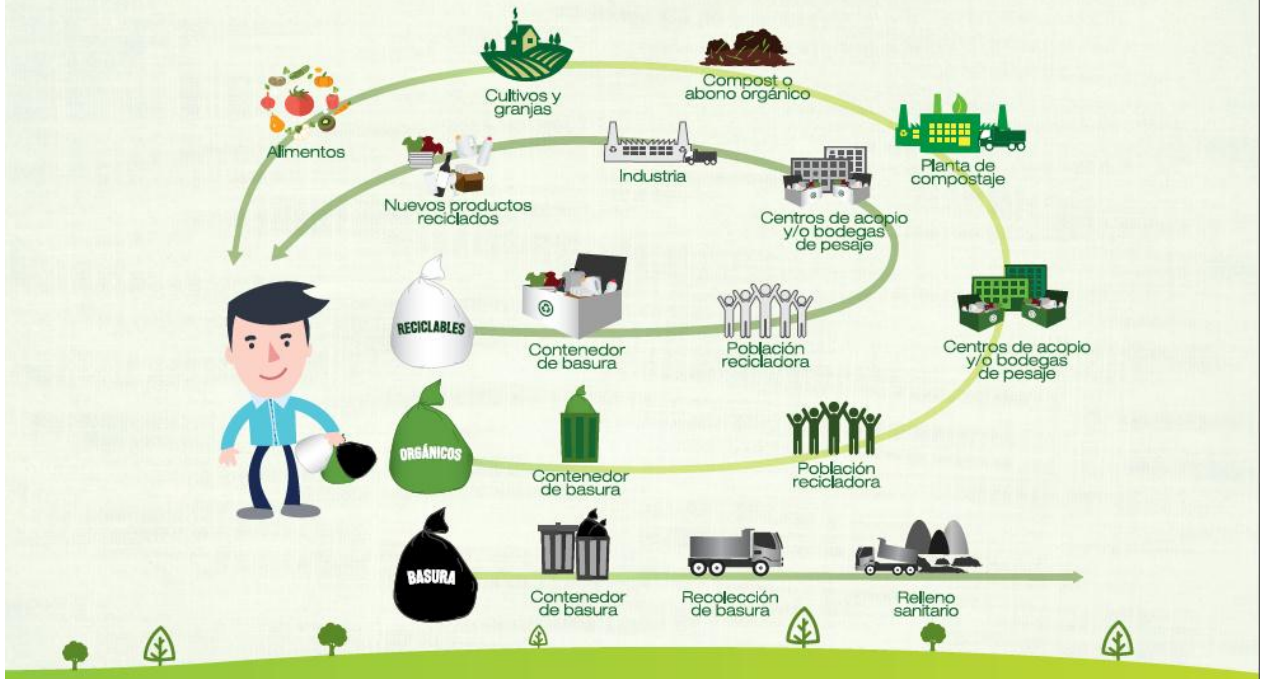 Cultivos y
granjas
Compost o
abono orgánico
Alimentos
Nuevos productos
reciclados
Industria
Centros de acopio
y/o bodegas
de pesaje
Planta de
compostaje
RECICLABLES
Contenedor
de basura
Población
recicladora
Centros de acopio
y/o bodegas
de pesaje
ORGÁNICOS
Contenedor
de basura
Población
recicladora
BASURA
Contenedor
de basura
Recolección
de basura
Relleno
sanitario